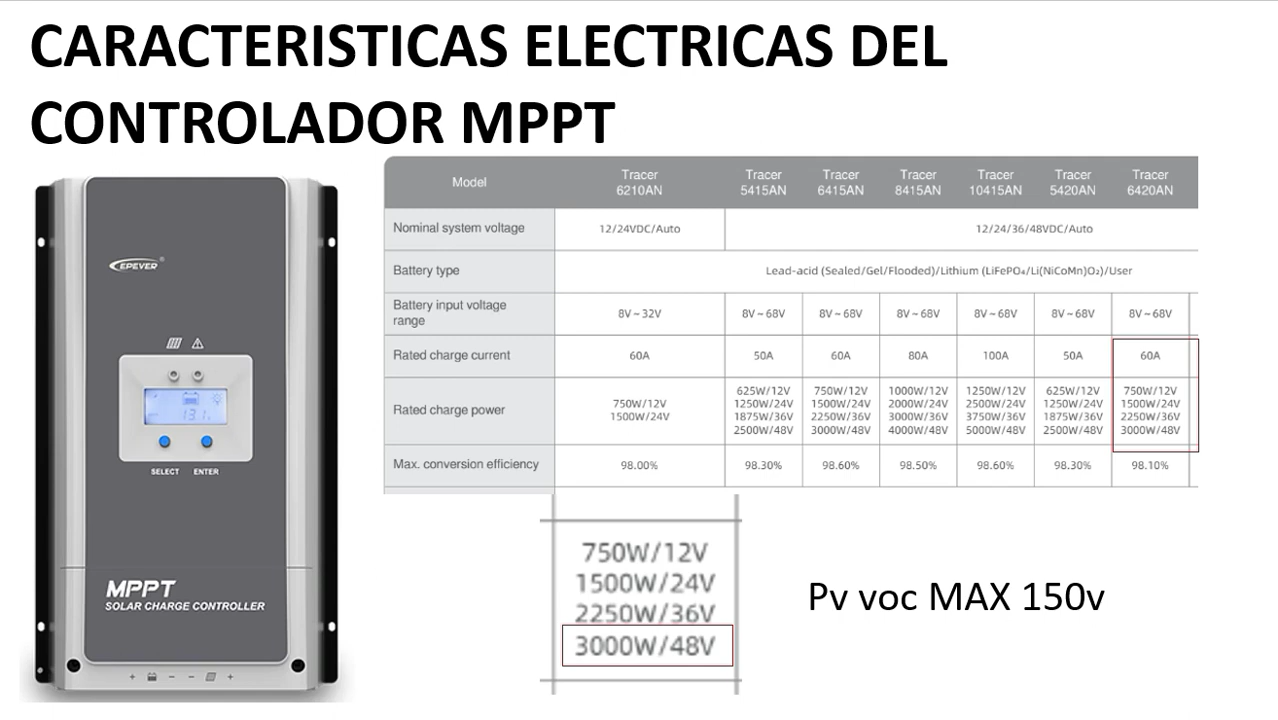 CARACTERISTICAS ELECTRICAS DEL
CONTROLADOR MPPT
EPEVER
SELECT ENTER
MPPT
SOLAR CHARGE CONTROLLER
Model
Tracer 6210AN
Tracer 5415AN
Tracer 6415AN
Tracer 8415AN
Tracer 10415AN
Tracer 5420AN
Tracer 6420AN
Nominal system voltage
12/24VDC/Auto
12/24/36/48VDC/Auto
Battery type
Lead-acid (Sealed/Gel/Flooded)/Lithium (LiFePO₄/Li(NiCoMn)O₂)/User
Battery input voltage
range
8V ~ 32V
8V ~ 68V
8V ~ 68V
8V ~ 68V
8V ~ 68V
8V ~ 68V
8V ~ 68V
Rated charge current
60A
50A
60A
80A
100A
50A
60A
Rated charge power
750W/12V
1500W/24V
625W/12V
1250W/24V
1875W/36V
2500W/48V
750W/12V
1500W/24V
2250W/36V
3000W/48V
1000W/12V
2000W/24V
3000W/36V
4000W/48V
1250W/12V
2500W/24V
3750W/36V
5000W/48V
625W/12V
1250W/24V
1875W/36V
2500W/48V
750W/12V
1500W/24V
2250W/36V
3000W/48V
Max. conversion efficiency
98.00%
98.30%
98.60%
98.50%
98.60%
98.30%
98.10%
750W/12V
1500W/24V
2250W/36V
3000W/48V
Pv voc MAX 150v